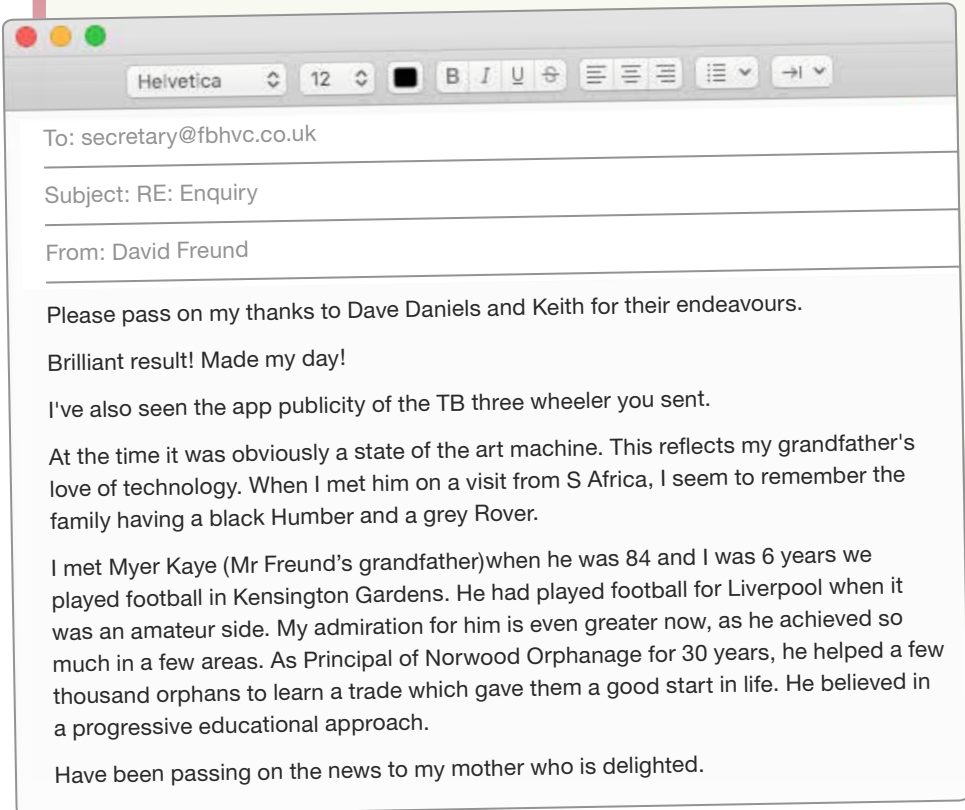 Helvetica 12 B I U S
To: secretary@fbhvc.co.uk
Subject: RE: Enquiry
From: David Freund
Please pass on my thanks to Dave Daniels and Keith for their endeavours.
Brilliant result! Made my day!
I've also seen the app publicity of the TB three wheeler you sent.
At the time it was obviously a state of the art machine. This reflects my grandfather's
love of technology. When I met him on a visit from S Africa, I seem to remember the
family having a black Humber and a grey Rover.
I met Myer Kaye (Mr Freund’s grandfather)when he was 84 and I was 6 years we
played football in Kensington Gardens. He had played football for Liverpool when it
was an amateur side. My admiration for him is even greater now, as he achieved so
much in a few areas. As Principal of Norwood Orphanage for 30 years, he helped a few
thousand orphans to learn a trade which gave them a good start in life. He believed in
a progressive educational approach.
Have been passing on the news to my mother who is delighted.